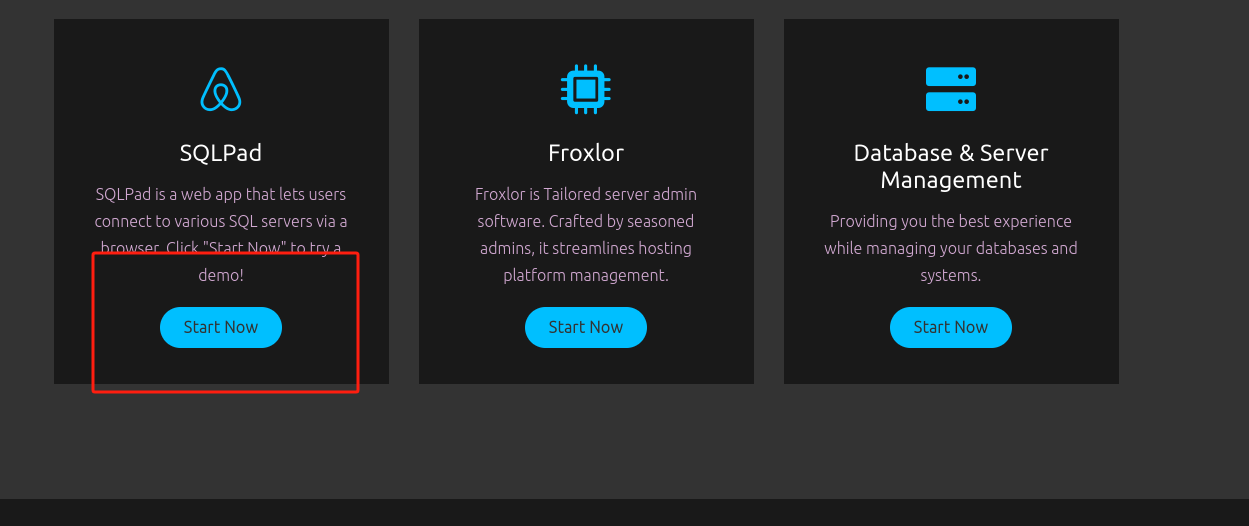 SQLPad
SQLPad is a web app that lets users
connect to various SQL servers via a
browser. Click "Start Now" to try a
demo!
Start Now
Froxlor
Froxlor is Tailored server admin
software. Crafted by seasoned
admins, it streamlines hosting
platform management.
Start Now
Database & Server
Management
Providing you the best experience
while managing your databases and
systems.
Start Now